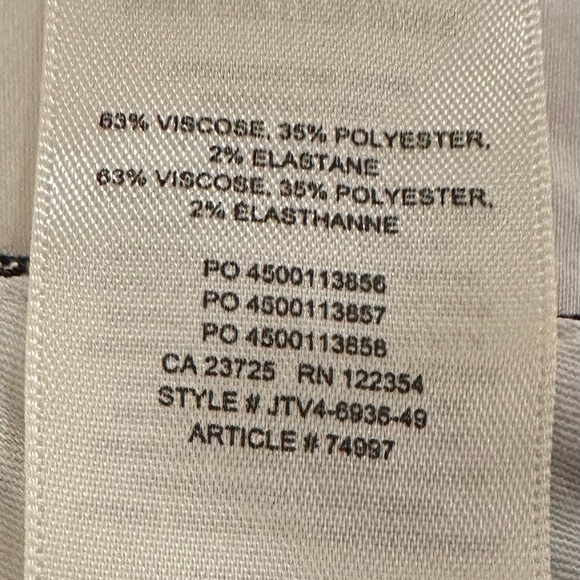 63% VISCOSE, 35% POLYESTER,
2% ELASTANE
63% VISCOSE, 35% POLYESTER,
2% ÉLASTHANNE
PO 4500113856
PO 4500113857
PO 4500113858
CA 23725 RN 122354
STYLE # JTV4-6936-49
ARTICLE # 74997